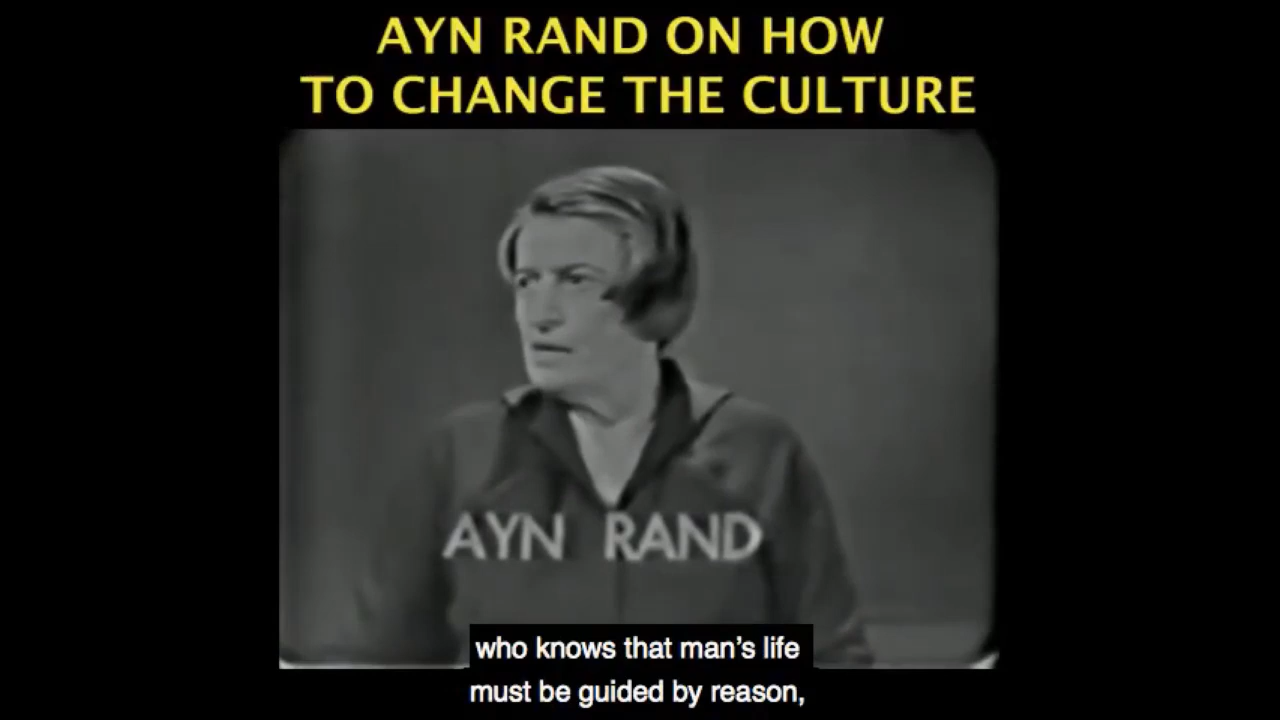 AYN RAND ON HOW
TO CHANGE THE CULTURE
AYN RAND
who knows that man’s life
must be guided by reason,